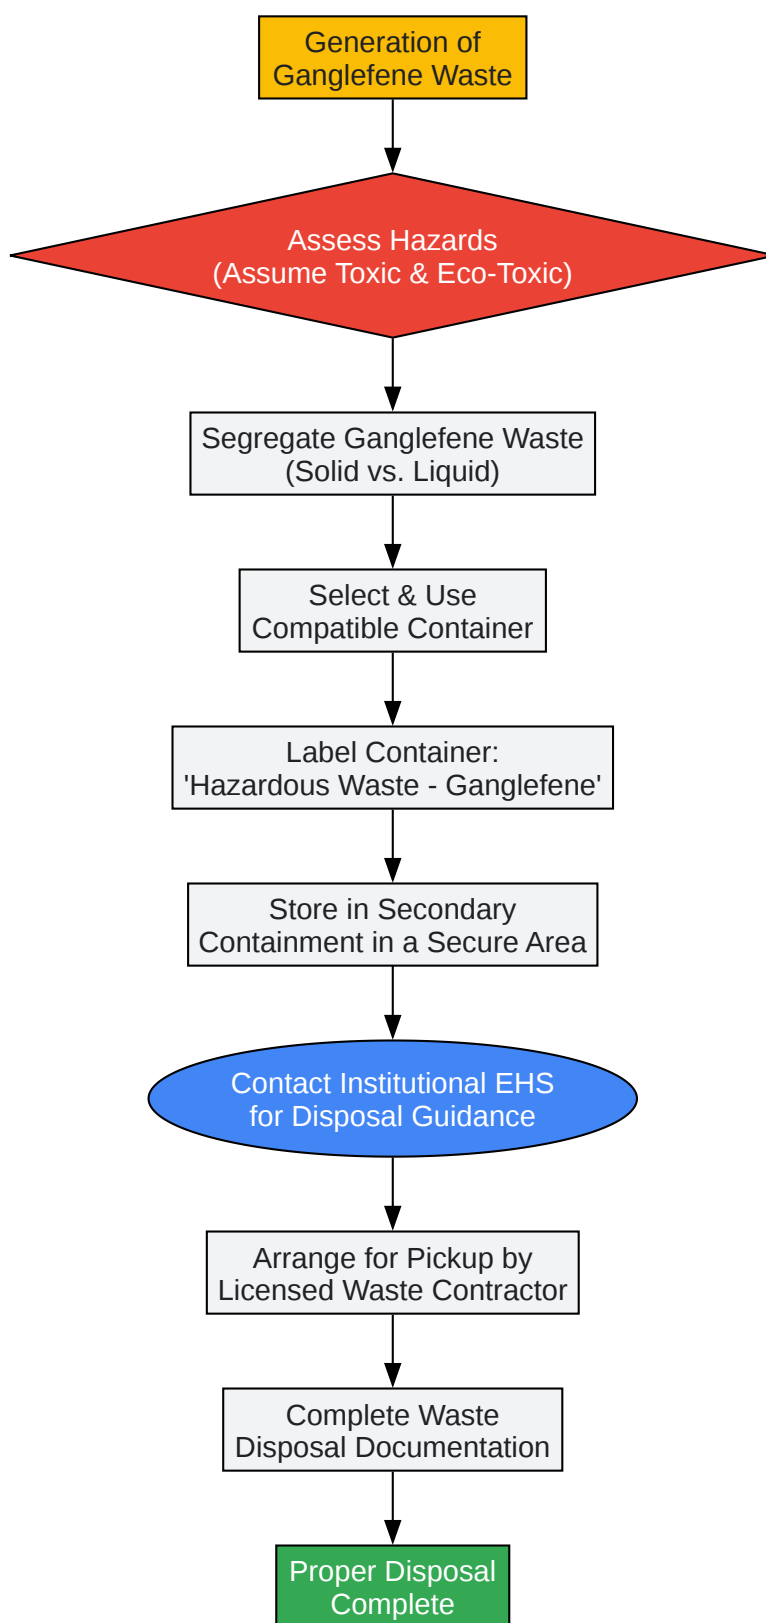 Generation of
Ganglefene Waste
Assess Hazards
(Assume Toxic & Eco-Toxic)
Segregate Ganglefene Waste
(Solid vs. Liquid)
Select & Use
Compatible Container
Label Container:
'Hazardous Waste - Ganglefene'
Store in Secondary
Containment in a Secure Area
Contact Institutional EHS
for Disposal Guidance
Arrange for Pickup by
Licensed Waste Contractor
Complete Waste
Disposal Documentation
Proper Disposal
Complete